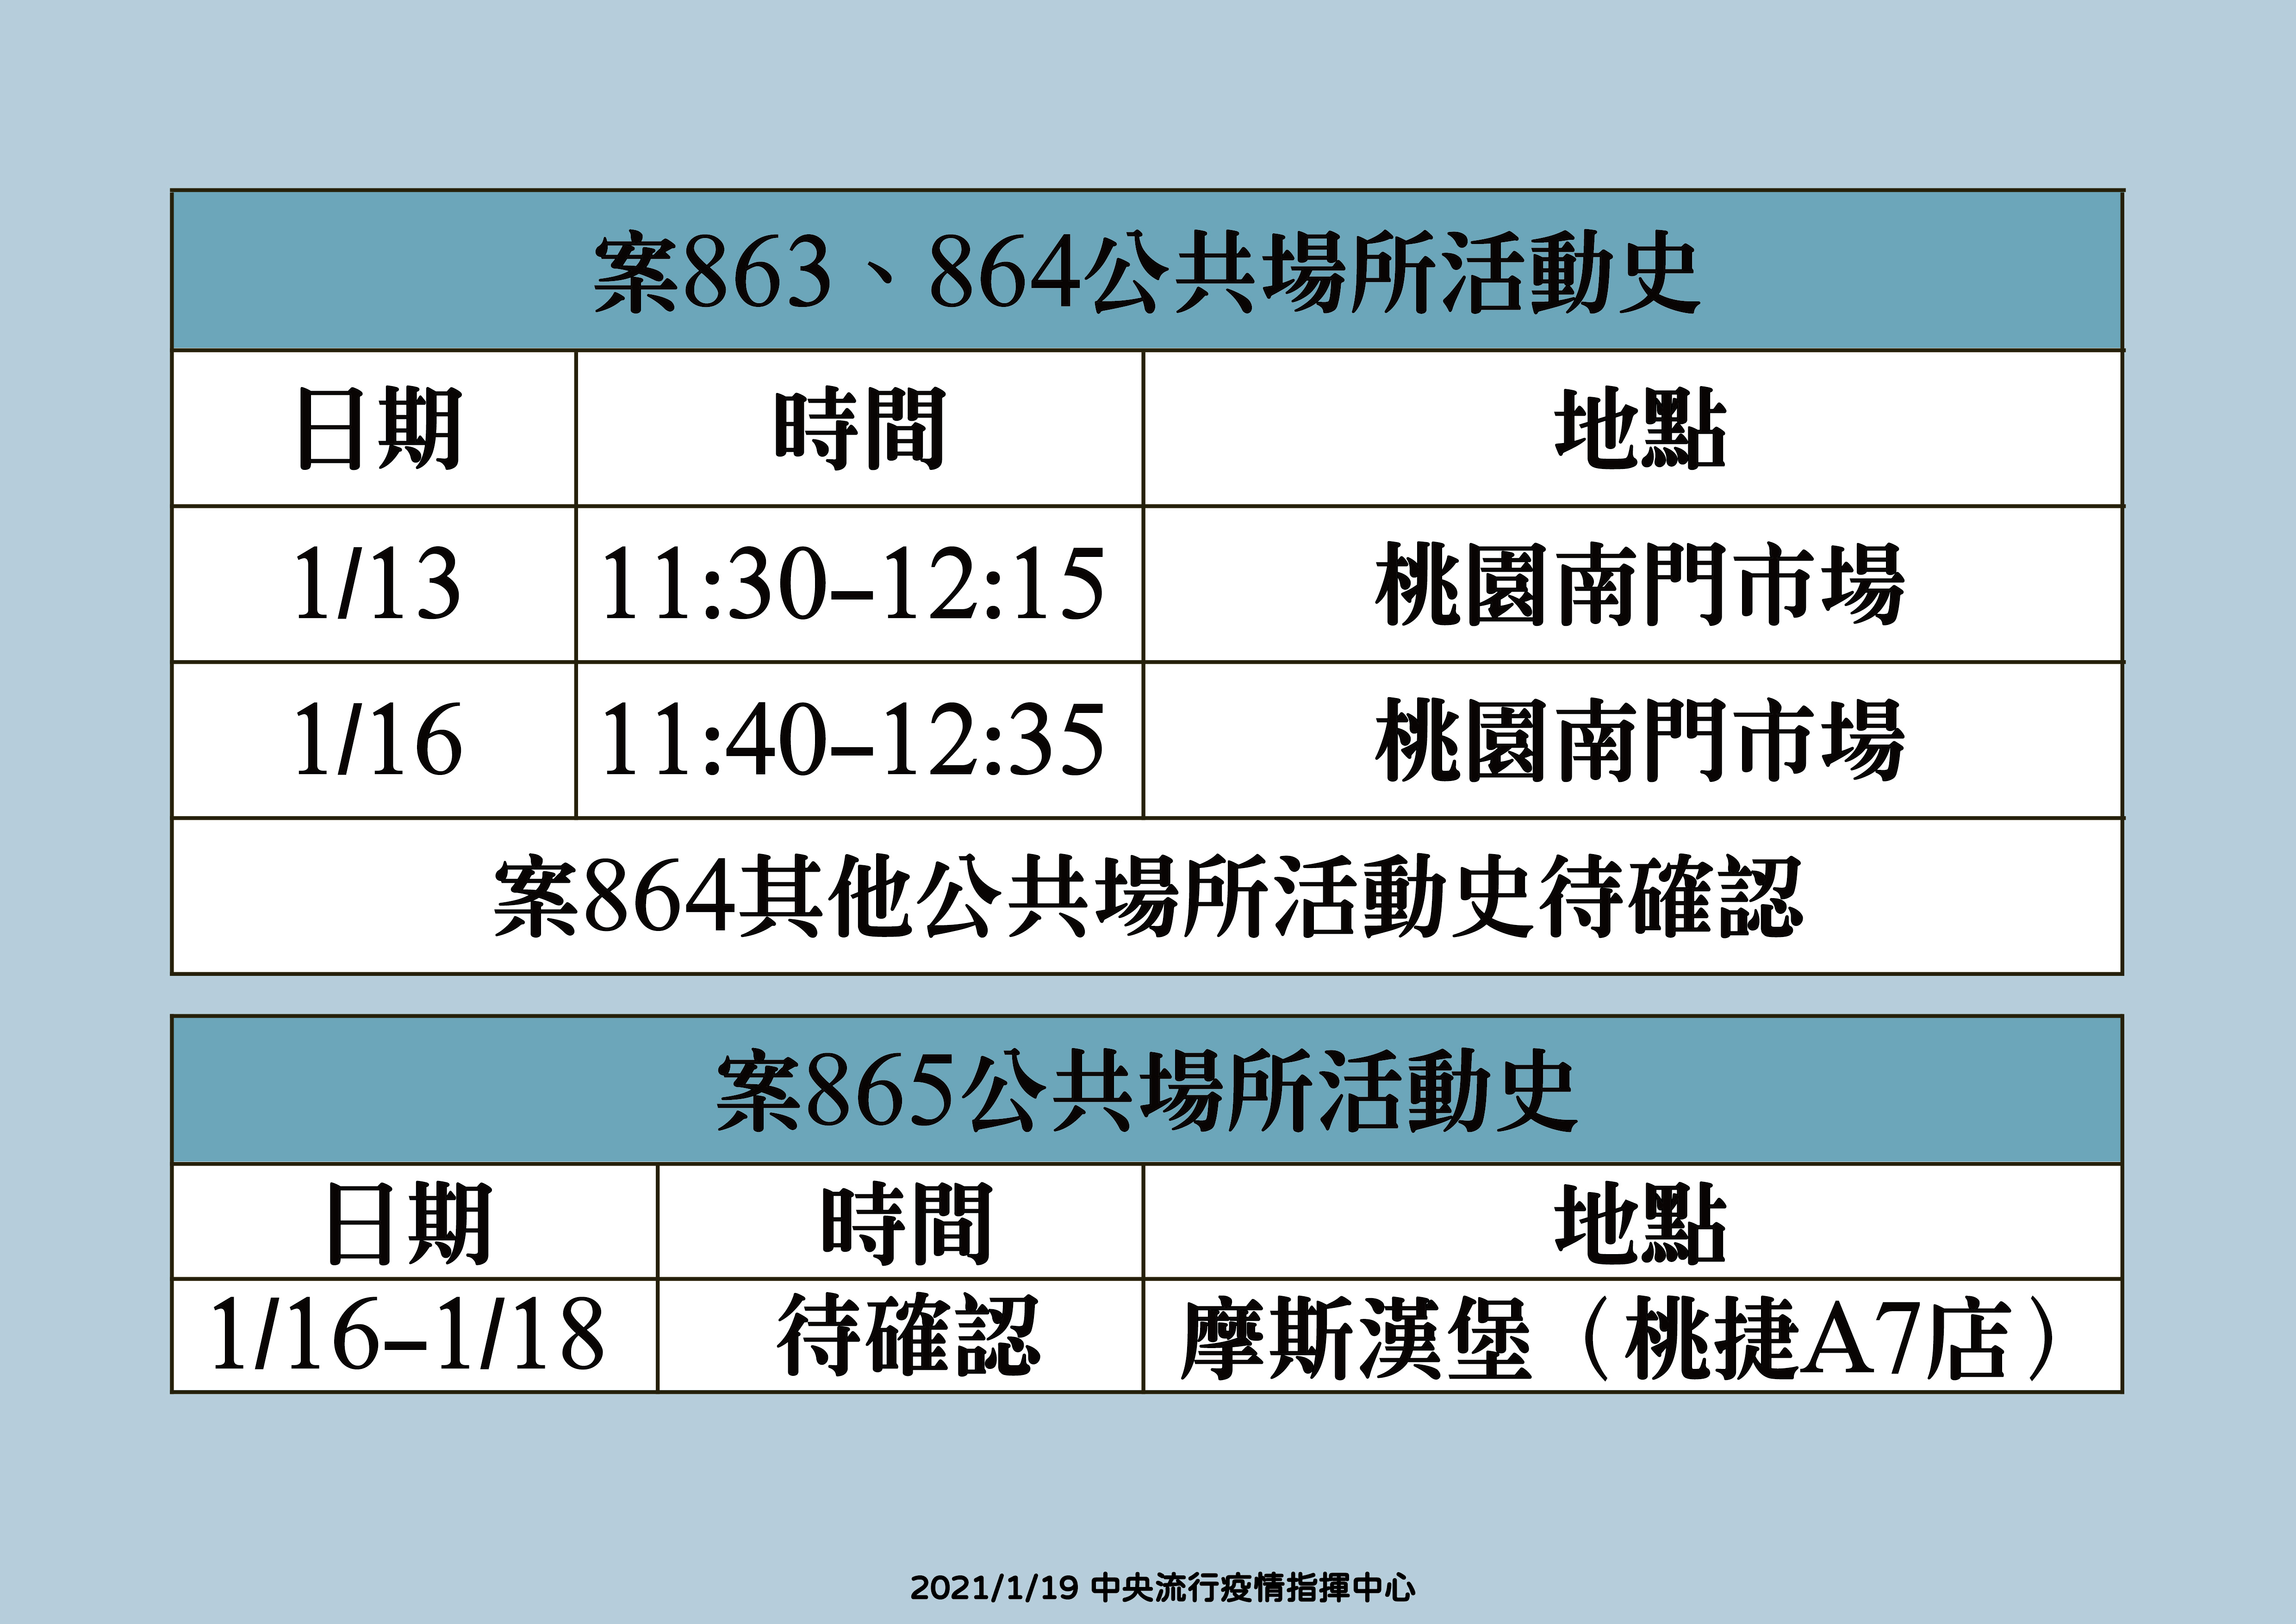 案863、864公共場所活動史
日期 時間 地點
1/13 11:30-12:15 桃園南門市場
1/16 11:40-12:35 桃園南門市場
案864其他公共場所活動史待確認
案865公共場所活動史
日期 時間 地點
1/16-1/18 待確認 摩斯漢堡（桃捷A7店）
2021/1/19 中央流行疫情指揮中心